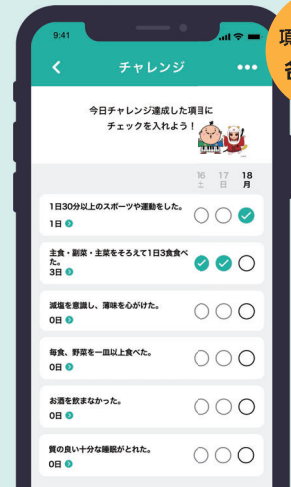 9:41
チャレンジ
今日チャレンジ達成した項目に
チェックを入れよう！
16 17 18
土 日 月
1日30分以上のスポーツや運動をした。
1日
主食・副菜・主菜をそろえて1日3食食べ
た。
3日
減塩を意識し、薄味を心がけた。
0日
毎食、野菜を一皿以上食べた。
0日
お酒を飲まなかった。
0日
質の良い十分な睡眠がとれた。
0日
項